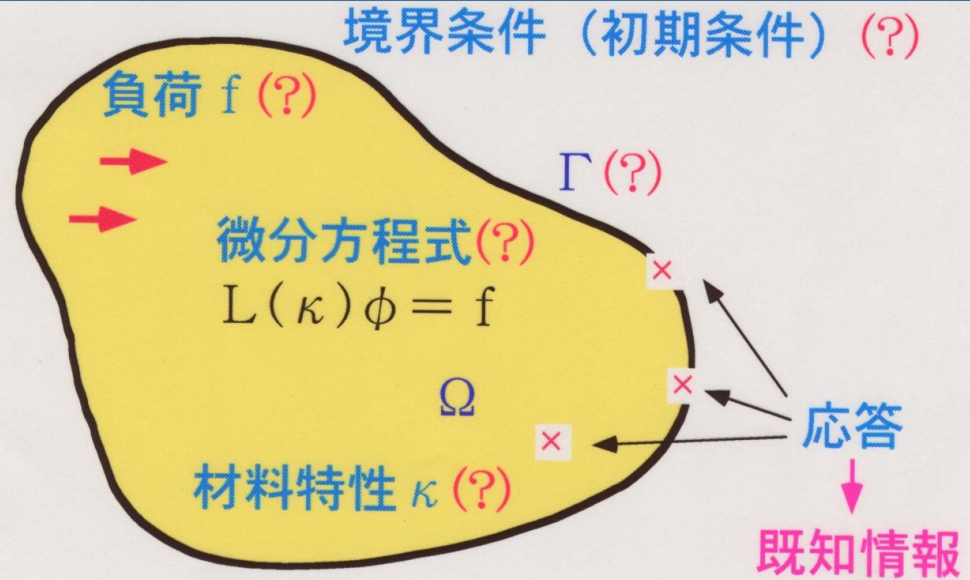 境界条件（初期条件）(?)
負荷 f (?)
Γ(?)
微分方程式(?)
L(κ)φ = f
×
Ω
×
応答
×
材料特性 κ (?)
既知情報